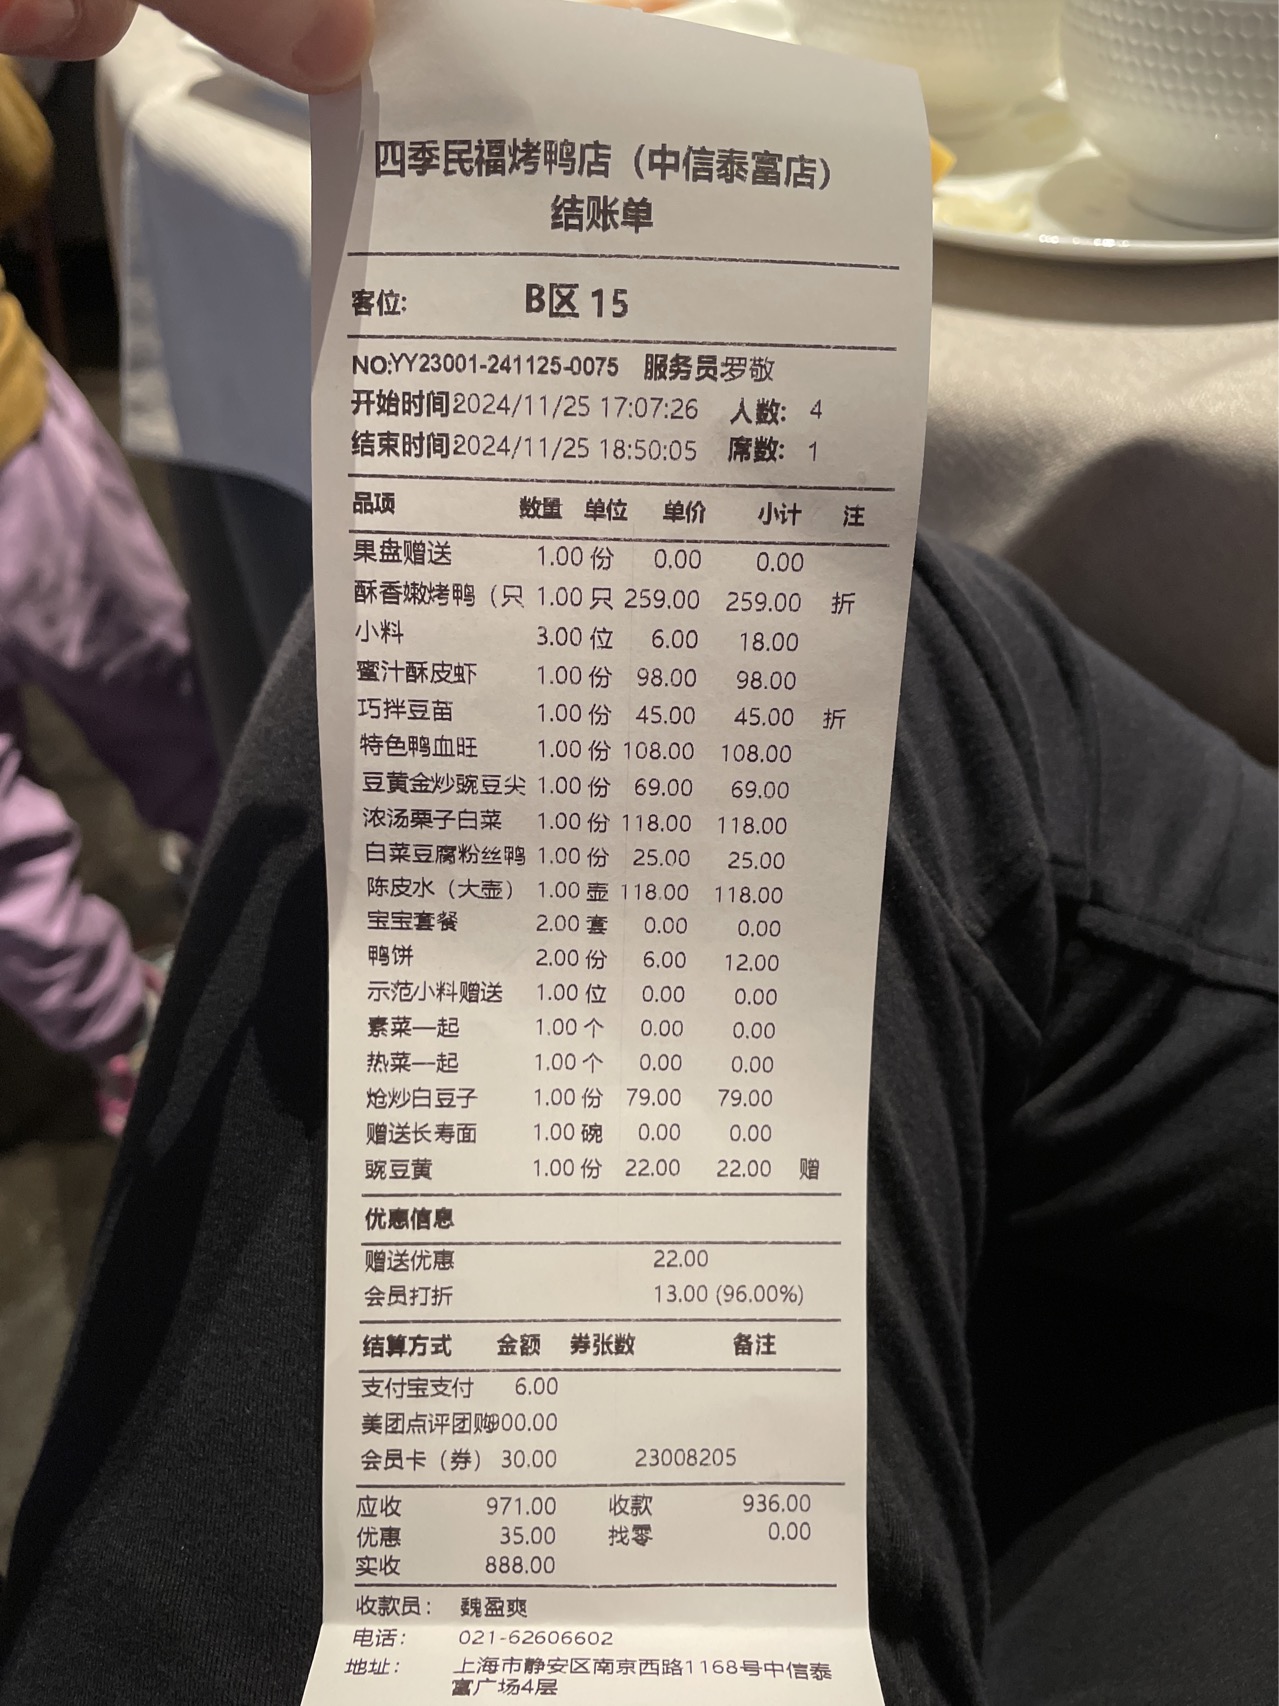 四季民福烤鸭店（中信泰富店）
结账单
客位: B区 15
NO:YY23001-241125-0075 服务员:罗敬
开始时间2024/11/25 17:07:26 人数: 4
结束时间2024/11/25 18:50:05 席数: 1
品项 数量 单位 单价 小计 注
果盘赠送 1.00 份 0.00 0.00
酥香嫩烤鸭（只 1.00 只 259.00 259.00 折
小料 3.00 位 6.00 18.00
蜜汁酥皮虾 1.00 份 98.00 98.00
巧拌豆苗 1.00 份 45.00 45.00 折
特色鸭血旺 1.00 份 108.00 108.00
豆黄金炒豌豆尖 1.00 份 69.00 69.00
浓汤栗子白菜 1.00 份 118.00 118.00
白菜豆腐粉丝鸭 1.00 份 25.00 25.00
陈皮水（大壶） 1.00 壶 118.00 118.00
宝宝套餐 2.00 套 0.00 0.00
鸭饼 2.00 份 6.00 12.00
示范小料赠送 1.00 位 0.00 0.00
素菜一起 1.00 个 0.00 0.00
热菜一起 1.00 个 0.00 0.00
炝炒白豆子 1.00 份 79.00 79.00
赠送长寿面 1.00 碗 0.00 0.00
豌豆黄 1.00 份 22.00 22.00 赠
优惠信息
赠送优惠 22.00
会员打折 13.00 (96.00%)
结算方式 金额 券张数 备注
支付宝支付 6.00
美团点评团购900.00
会员卡（券） 30.00 23008205
应收 971.00 收款 936.00
优惠 35.00 找零 0.00
实收 888.00
收款员: 魏盈爽
电话: 021-62606602
地址: 上海市静安区南京西路1168号中信泰
富广场4层